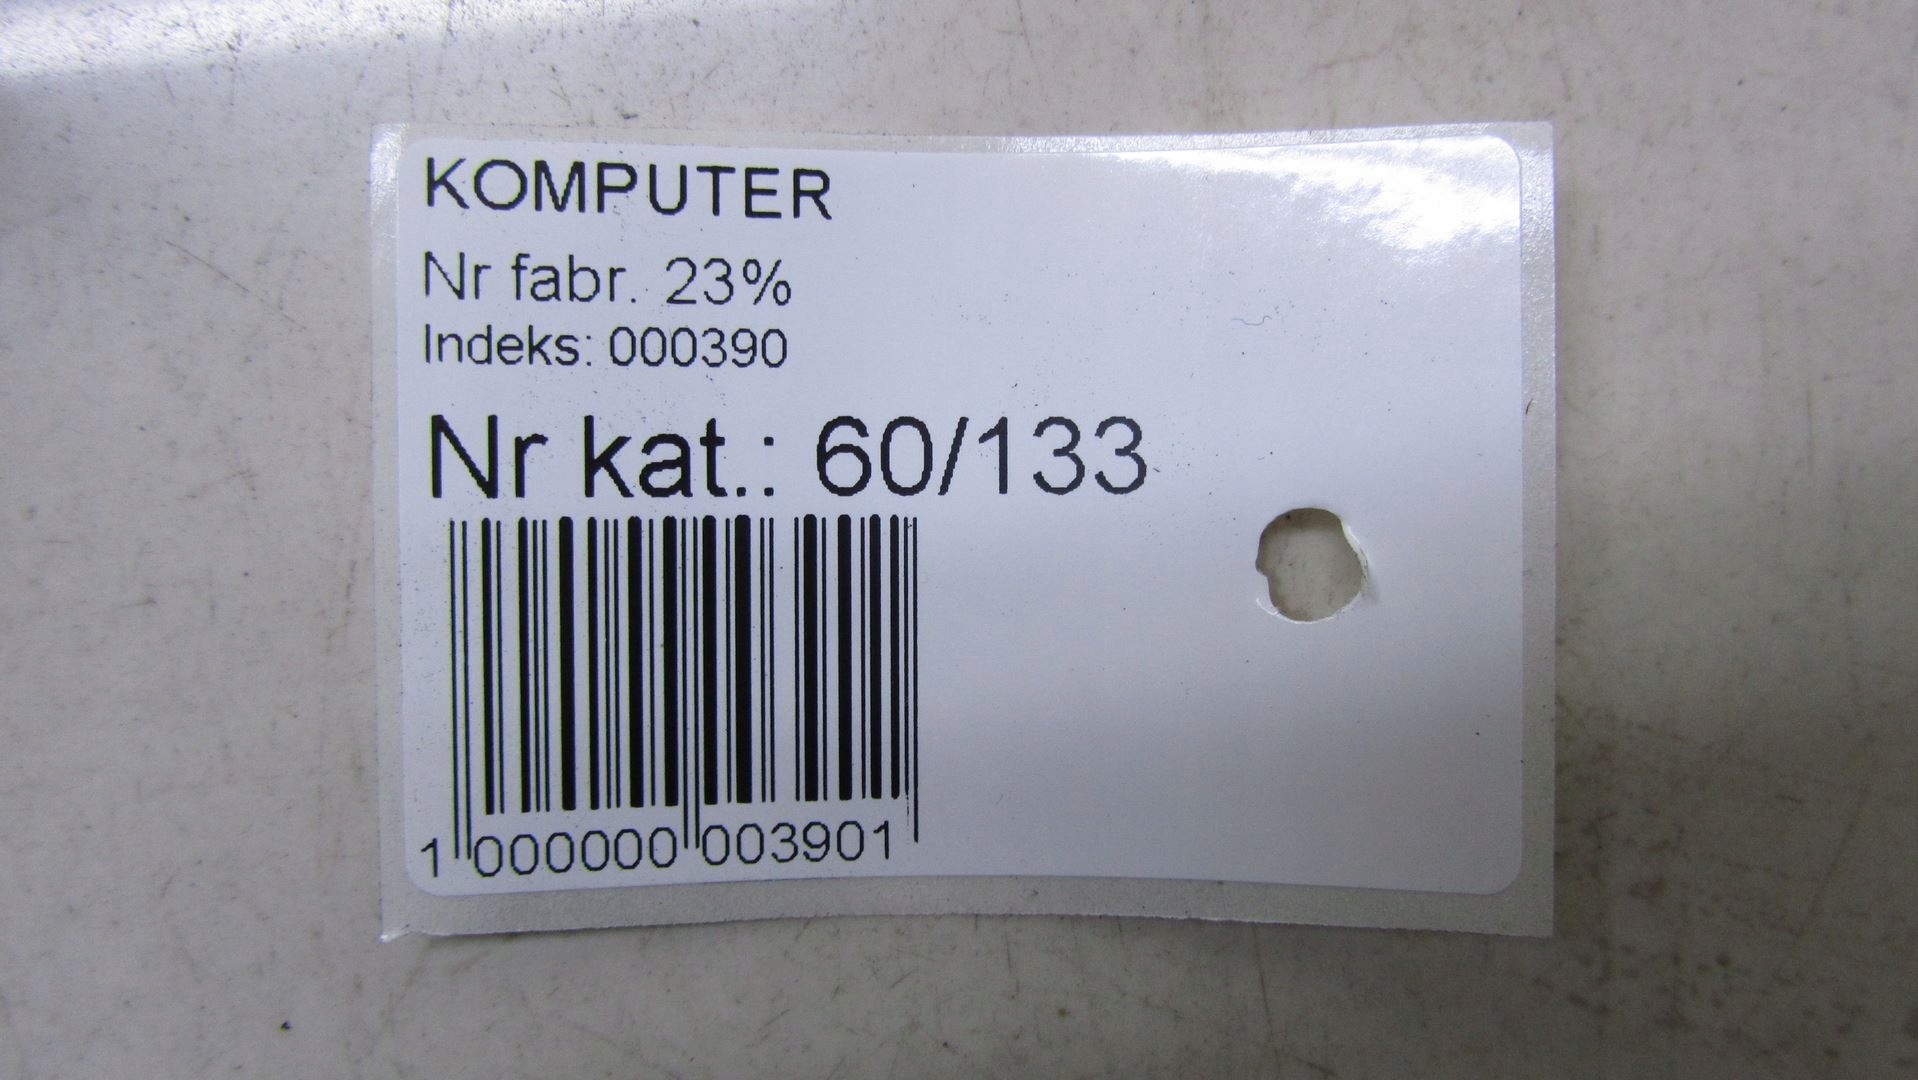 KOMPUTER
Nr fabr. 23%
Indeks: 000390
Nr kat.: 60/133
1 000000 003901